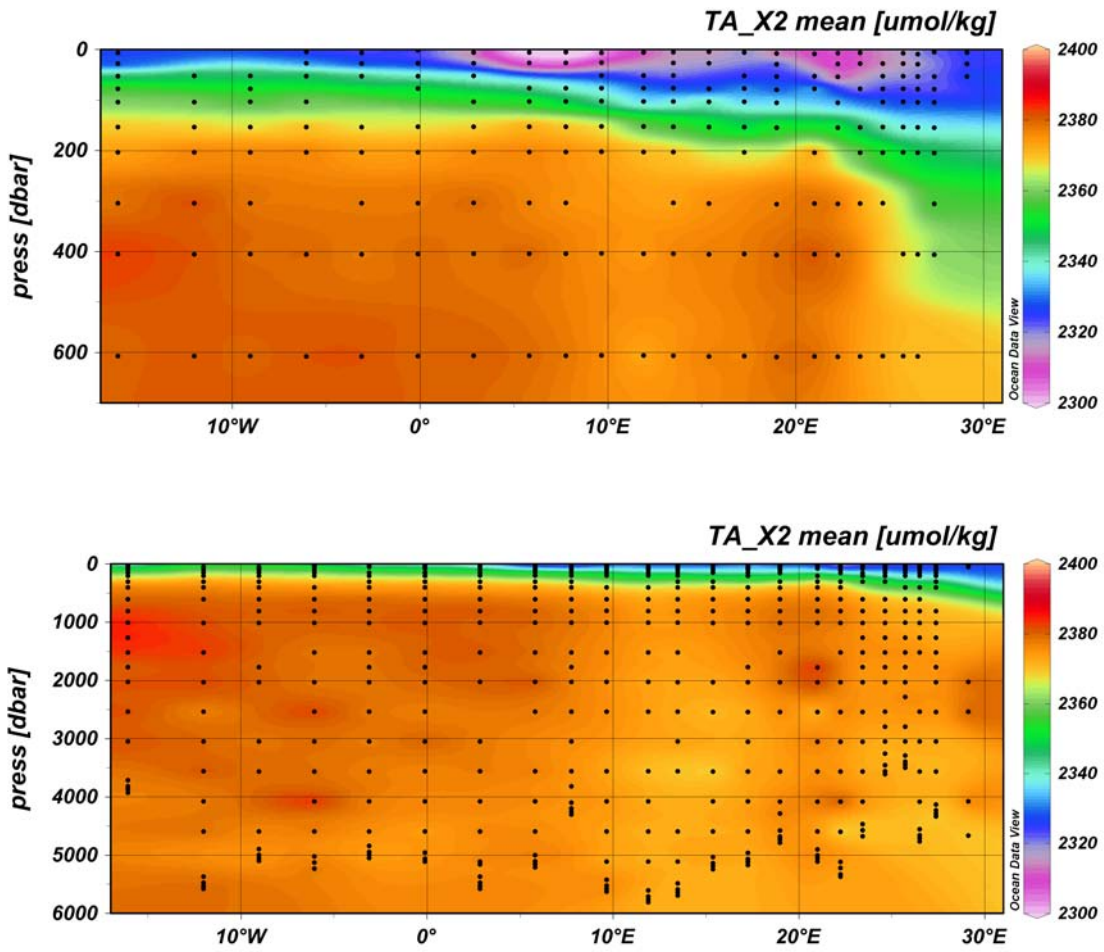 TA_X2 mean [umol/kg]
0
200
400
600
press [dbar]
10°W
0°
10°E
20°E
30°E
Ocean Data View
2400
2380
2360
2340
2320
2300
TA_X2 mean [umol/kg]
0
1000
2000
3000
4000
5000
6000
press [dbar]
10°W
0°
10°E
20°E
30°E
Ocean Data View
2400
2380
2360
2340
2320
2300